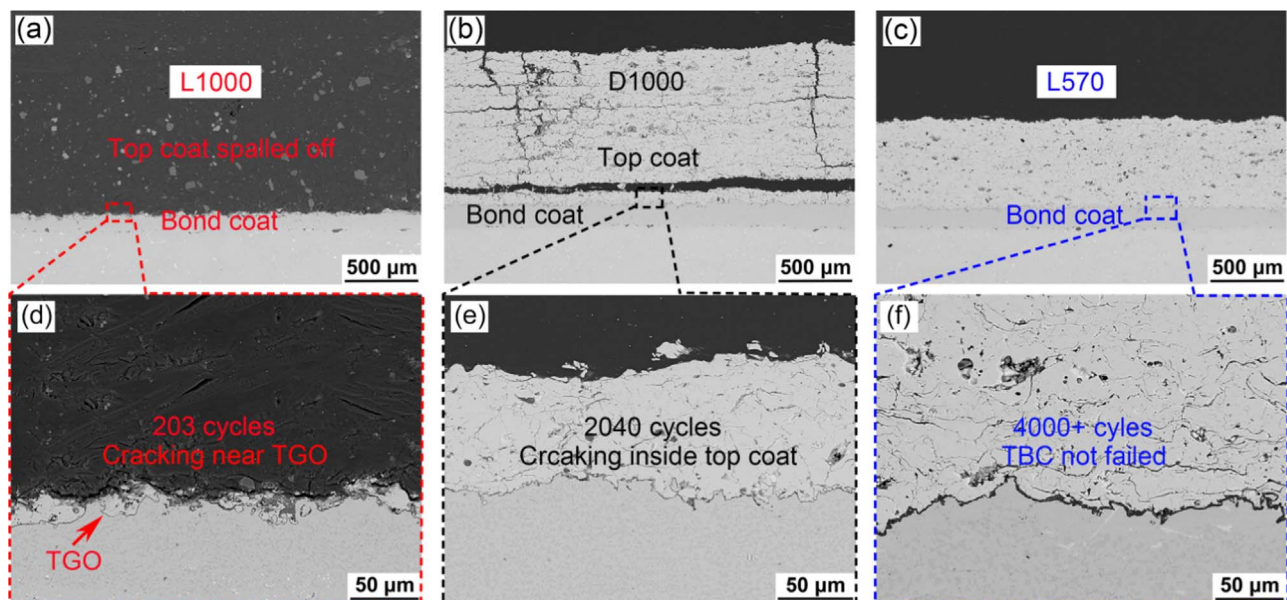 (a)
L1000
Top coat spalled off
Bond coat
500 μm
(b)
D1000
Top coat
Bond coat
500 μm
(c)
L570
Bond coat
500 μm
(d)
203 cycles
Cracking near TGO
TGO
50 μm
(e)
2040 cycles
Crcaking inside top coat
50 μm
(f)
4000+ cyles
TBC not failed
50 μm